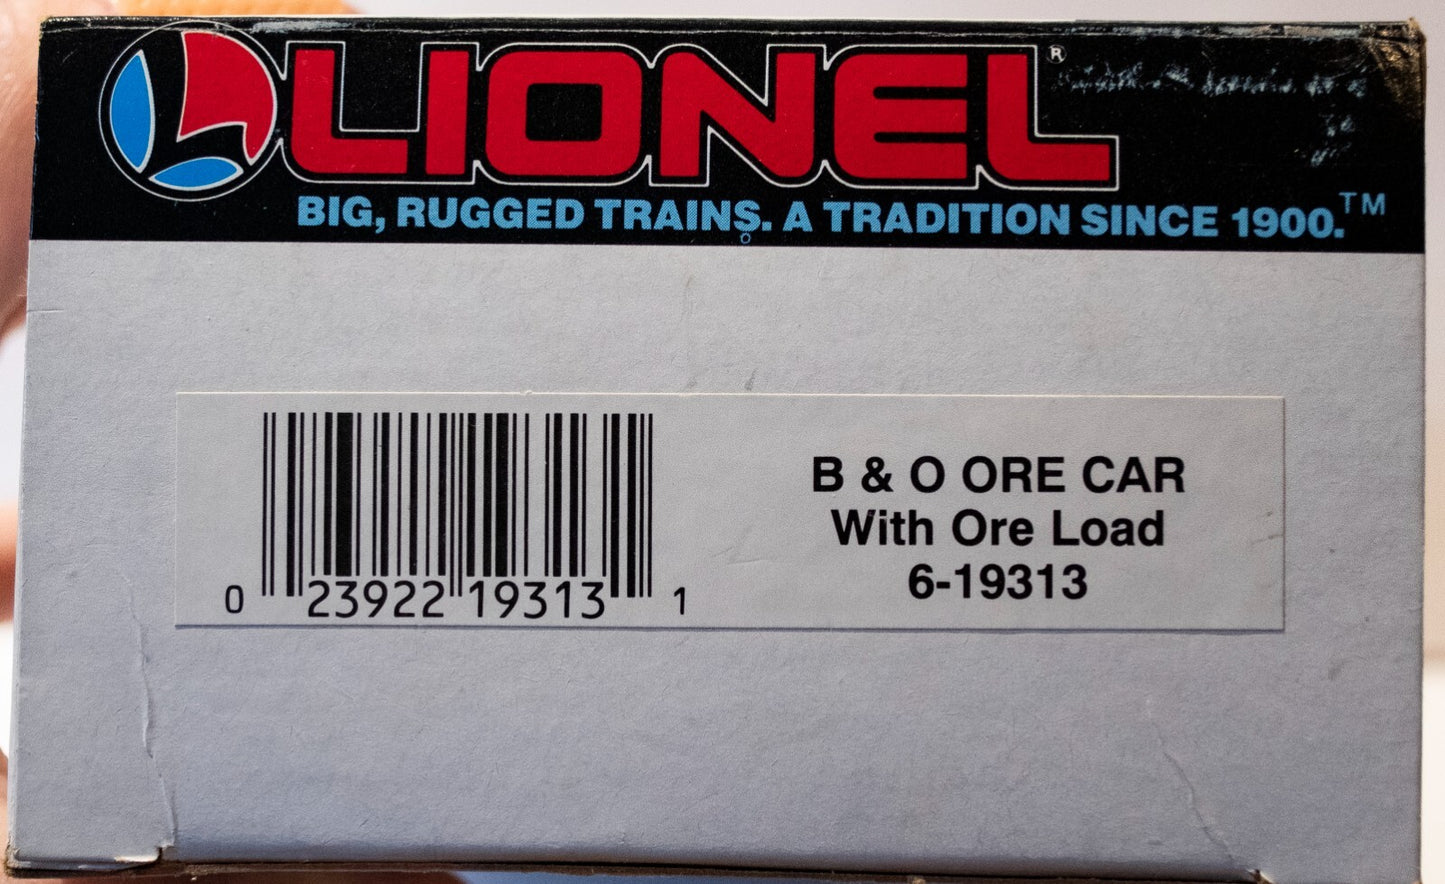 LIONEL®
BIG, RUGGED TRAINS. A TRADITION SINCE 1900.™
B & O ORE CAR
With Ore Load
6-19313
0 23922 19313 1